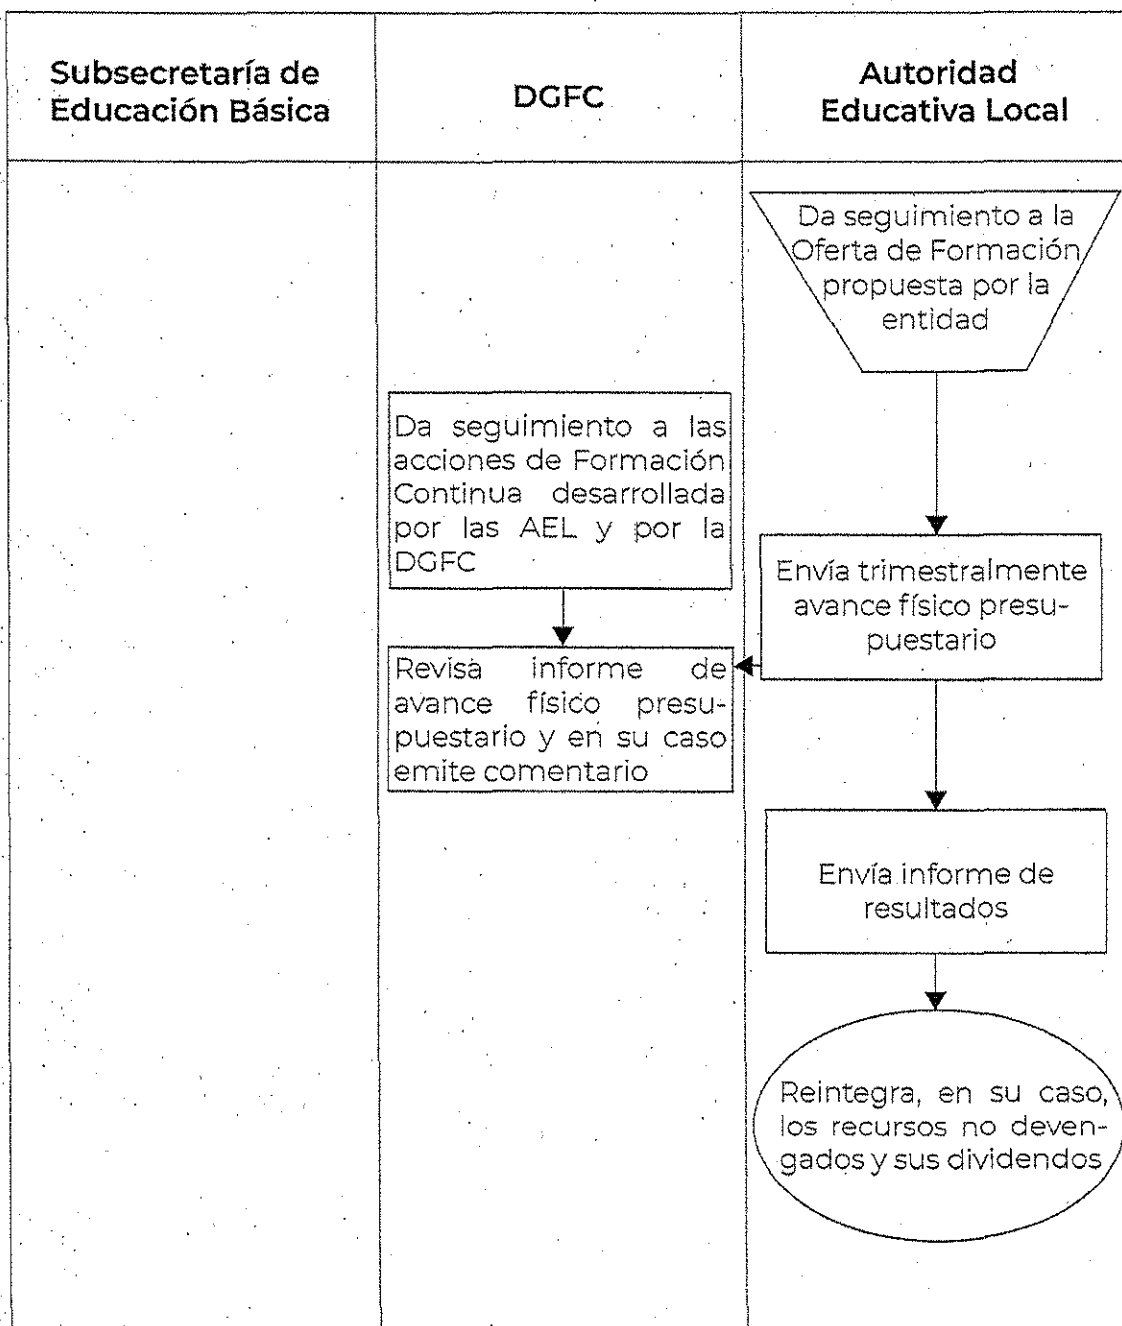 Subsecretaría de
Educación Básica
DGFC
Autoridad
Educativa Local
Da seguimiento a la
Oferta de Formación
propuesta por la
entidad
Da seguimiento a las
acciones de Formación
Continua desarrollada
por las AEL y por la
DGFC
Envía trimestralmente
avance físico presu-
puestario
Revisa informe de
avance físico presu-
puestario y en su caso
emite comentario
Envía informe de
resultados
Reintegra, en su caso,
los recursos no deven-
gados y sus dividendos